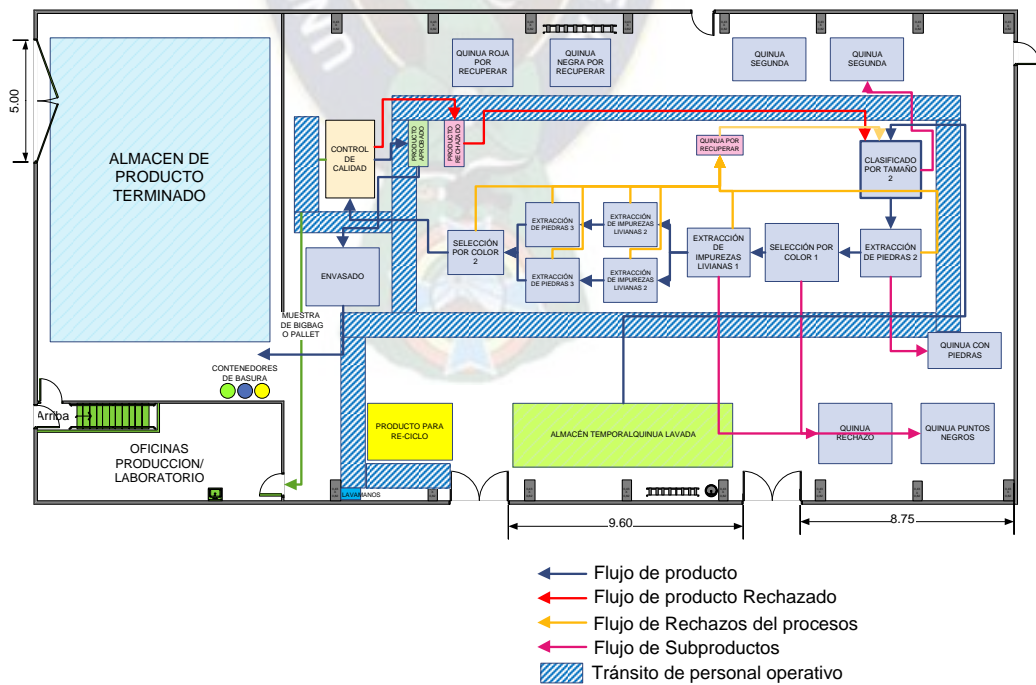 QUINUA ROJA
POR
RECUPERAR
QUINUA
NEGRA POR
RECUPERAR
QUINUA
SEGUNDA
QUINUA
SEGUNDA
5.00
ALMACEN DE
PRODUCTO
TERMINADO
CONTROL
DE
CALIDAD
PRODUCTO
APROBADO
PRODUCTO
RECHAZADO
QUINUA POR
RECUPERAR
CLASIFICADO
POR TAMAÑO
2
EXTRACCIÓN
DE PIEDRAS 3
EXTRACCIÓN
DE IMPUREZAS
LIVIANAS 2
SELECCIÓN
POR COLOR
2
EXTRACCIÓN
DE
IMPUREZAS
LIVIANAS 1
SELECCIÓN POR
COLOR 1
EXTRACCIÓN
DE PIEDRAS 2
EXTRACCIÓN
DE PIEDRAS 3
EXTRACCIÓN
DE IMPUREZAS
LIVIANAS 2
ENVASADO
MUESTRA
DE BIGBAG
O PALLET
QUINUA CON
PIEDRAS
CONTENEDORES
DE BASURA
Arriba
PRODUCTO PARA
RE-CICLO
ALMACÉN TEMPORALQUINUA LAVADA
QUINUA
RECHAZO
QUINUA PUNTOS
NEGROS
OFICINAS
PRODUCCION/
LABORATORIO
LAVAMANOS
9.60
8.75
Flujo de producto
Flujo de producto Rechazado
Flujo de Rechazos del procesos
Flujo de Subproductos
Tránsito de personal operativo